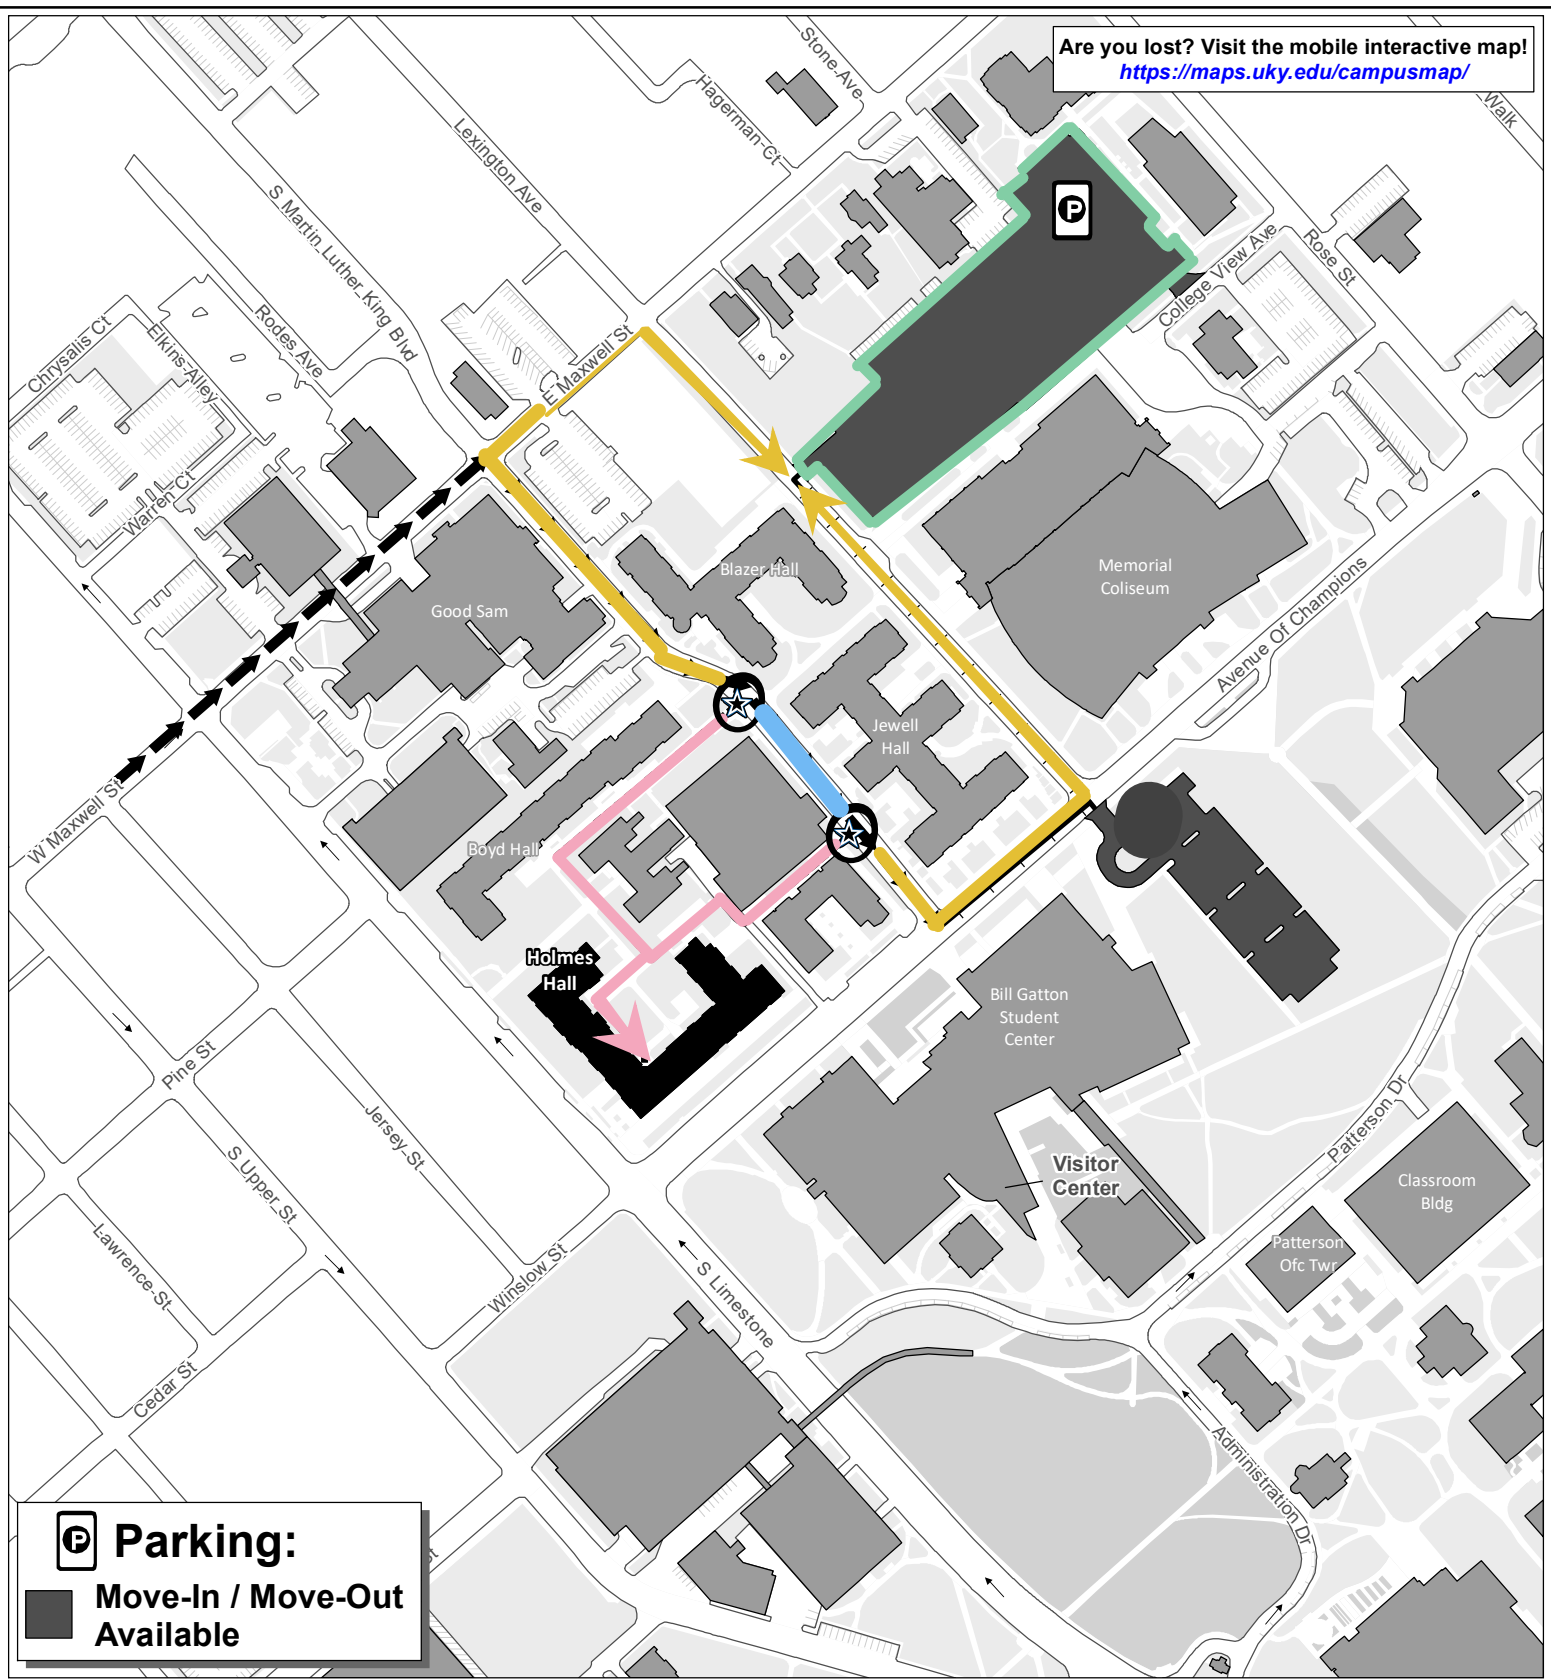 Are you lost? Visit the mobile interactive map!
https://maps.uky.edu/campusmap/
Stone Ave
Walk
Hagerman Ct
Lexington Ave
S Martin Luther King Blvd
Rose St
College View Ave
Rodes Ave
Elkins Alley
Chrysalis Ct
E Maxwell St
Warren Ct
Blazer Hall
Memorial
Coliseum
Good Sam
Avenue Of Champions
Jewell
Hall
W Maxwell St
Boyd Hall
Holmes
Hall
Bill Gatton
Student
Center
Pine St
Jersey St
S Upper St
Patterson Dr
Visitor
Center
Classroom
Bldg
Patterson
Ofc Twr
Lawrence St
Winslow St
S Limestone
Cedar St
Administration Dr
St
P Parking:
Move-In / Move-Out
Available
P